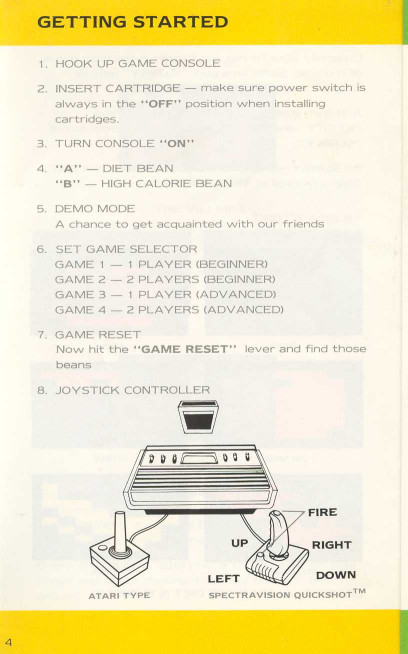 GETTING STARTED
1. HOOK UP GAME CONSOLE
2. INSERT CARTRIDGE — make sure power switch is
always in the "OFF" position when installing
cartridges.
3. TURN CONSOLE "ON"
4. "A" — DIET BEAN
"B" — HIGH CALORIE BEAN
5. DEMO MODE
A chance to get acquainted with our friends
6. SET GAME SELECTOR
GAME 1 — 1 PLAYER (BEGINNER)
GAME 2 — 2 PLAYERS (BEGINNER)
GAME 3 — 1 PLAYER (ADVANCED)
GAME 4 — 2 PLAYERS (ADVANCED)
7. GAME RESET
Now hit the "GAME RESET" lever and find those
beans
8. JOYSTICK CONTROLLER
FIRE
UP RIGHT
LEFT DOWN
ATARI TYPE SPECTRAVISION QUICKSHOT™
4